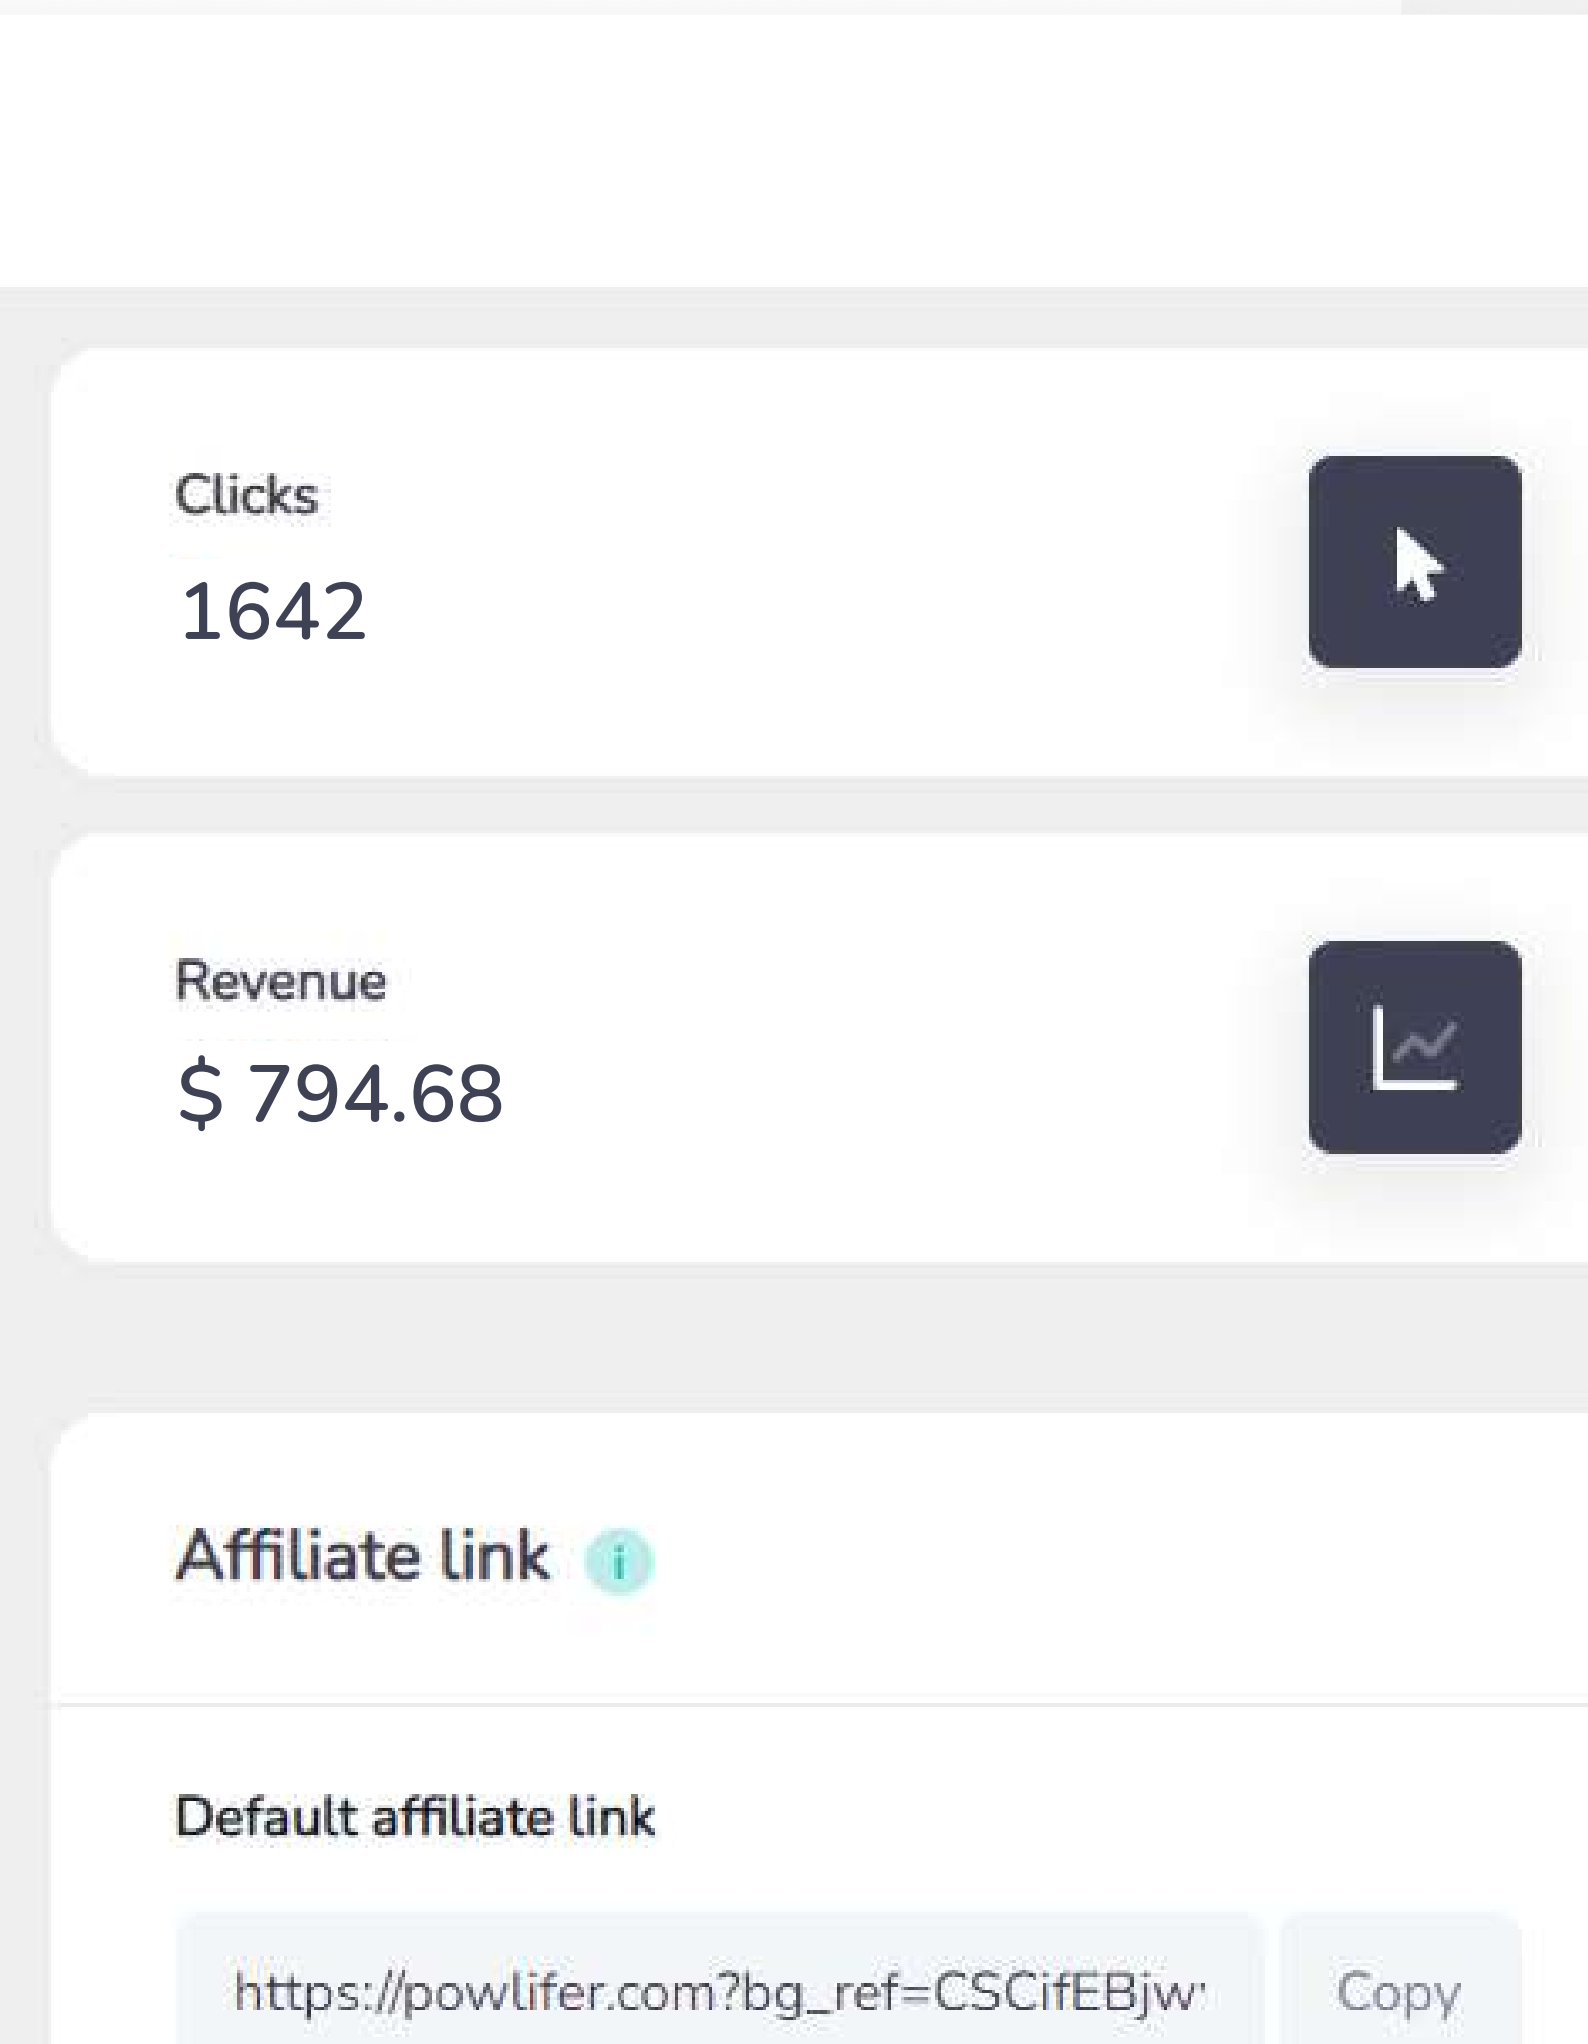 Clicks
1642
Revenue
$ 794.68
Affiliate link i
Default affiliate link
https://powlifer.com?bg_ref=CSCifEBjw
Copy